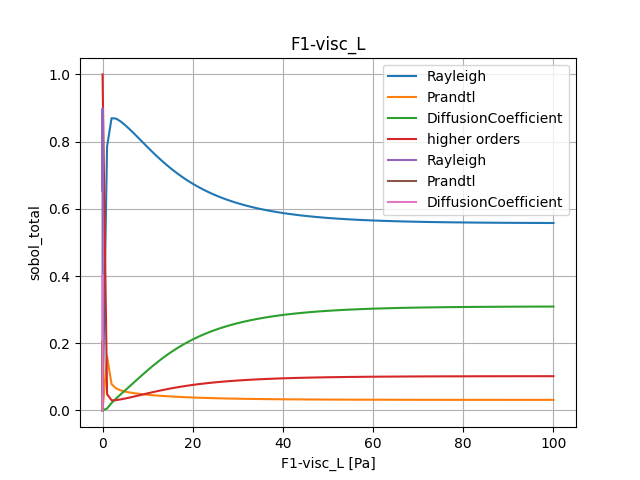 F1-visc_L
1.0
0.8
0.6
0.4
0.2
0.0
sobol_total
0
20
40
60
80
100
F1-visc_L [Pa]
Rayleigh
Prandtl
DiffusionCoefficient
higher orders
Rayleigh
Prandtl
DiffusionCoefficient